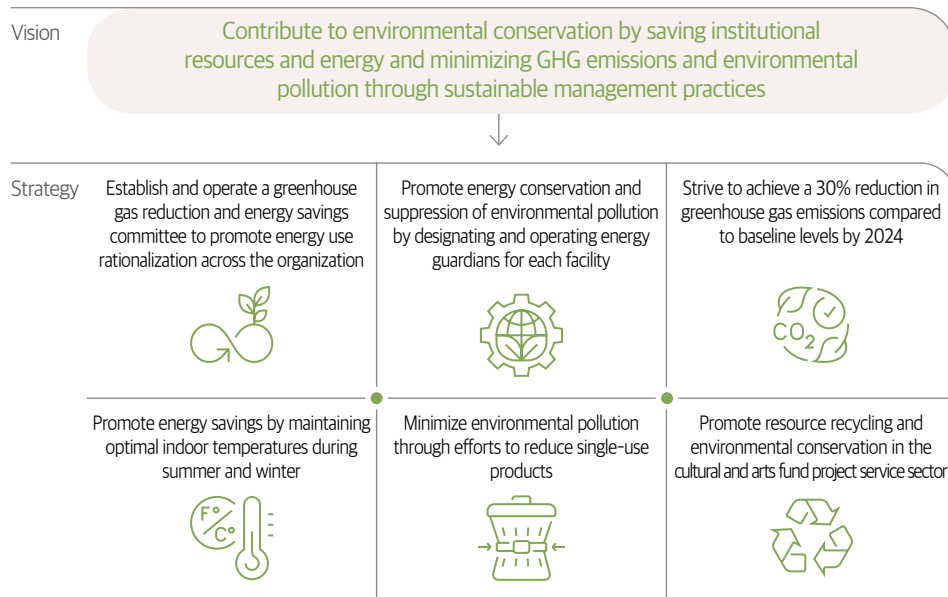 Vision
Contribute to environmental conservation by saving institutional
resources and energy and minimizing GHG emissions and environmental
pollution through sustainable management practices
Strategy
Establish and operate a greenhouse
gas reduction and energy savings
committee to promote energy use
rationalization across the organization
Promote energy conservation and
suppression of environmental pollution
by designating and operating energy
guardians for each facility
Strive to achieve a 30% reduction in
greenhouse gas emissions compared
to baseline levels by 2024
CO₂
Promote energy savings by maintaining
optimal indoor temperatures during
summer and winter
F°
C°
Minimize environmental pollution
through efforts to reduce single-use
products
Promote resource recycling and
environmental conservation in the
cultural and arts fund project service sector